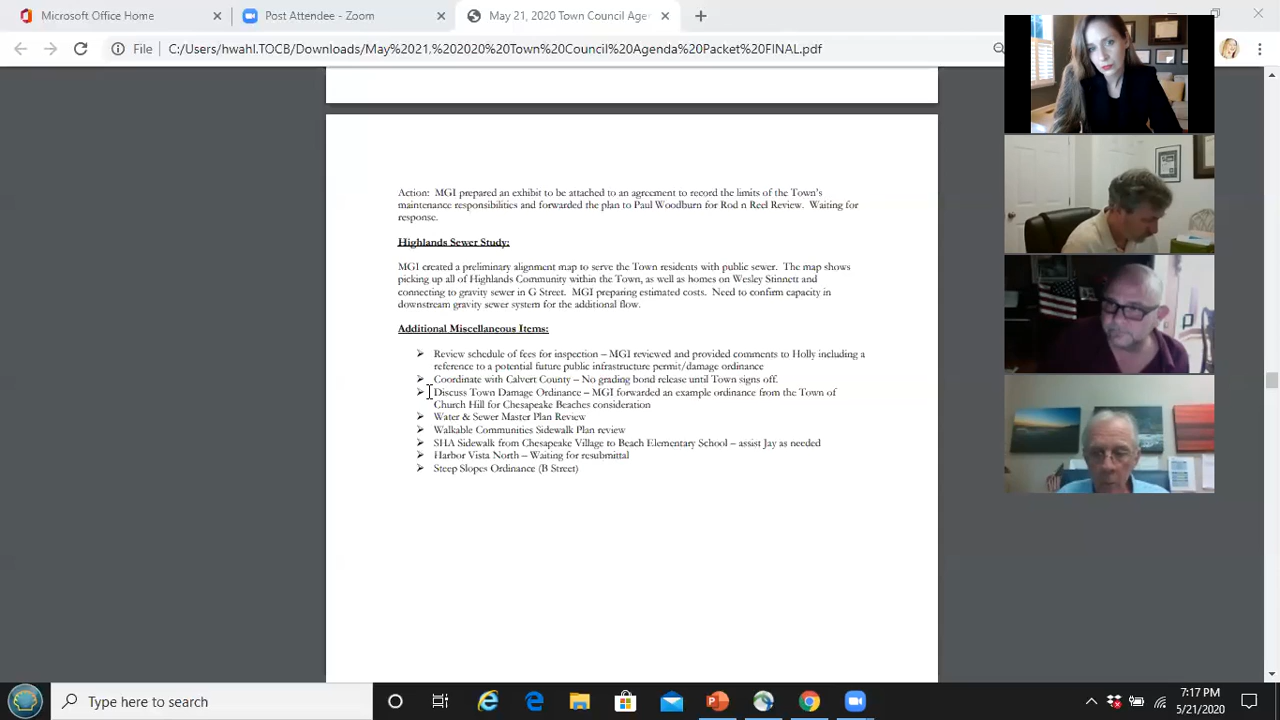 Microsoft Office Home
Post Attendee - Zoom
May 21, 2020 Town Council Agen
File
C:/Users/hwahl.TOCB/Downloads/May%2021,%202020%20Town%20Council%20Agenda%20Packet%20FINAL.pdf
Action: MGI prepared an exhibit to be attached to an agreement to record the limits of the Town's
maintenance responsibilities and forwarded the plan to Paul Woodburn for Rod n Reel Review. Waiting for
response.
Highlands Sewer Study:
MGI created a preliminary alignment map to serve the Town residents with public sewer. The map shows
picking up all of Highlands Community within the Town, as well as homes on Wesley Stinnett and
connecting to gravity sewer in G Street. MGI preparing estimated costs. Need to confirm capacity in
downstream gravity sewer system for the additional flow.
Additional Miscellaneous Items:
Review schedule of fees for inspection – MGI reviewed and provided comments to Holly including a
reference to a potential future public infrastructure permit/damage ordinance
Coordinate with Calvert County – No grading bond release until Town signs off.
Discuss Town Damage Ordinance – MGI forwarded an example ordinance from the Town of
Church Hill for Chesapeake Beaches consideration
Water & Sewer Master Plan Review
Walkable Communities Sidewalk Plan review
SHA Sidewalk from Chesapeake Village to Beach Elementary School – assist Jay as needed
Harbor Vista North – Waiting for resubmittal
Steep Slopes Ordinance (B Street)
Type here to search
7:17 PM
5/21/2020